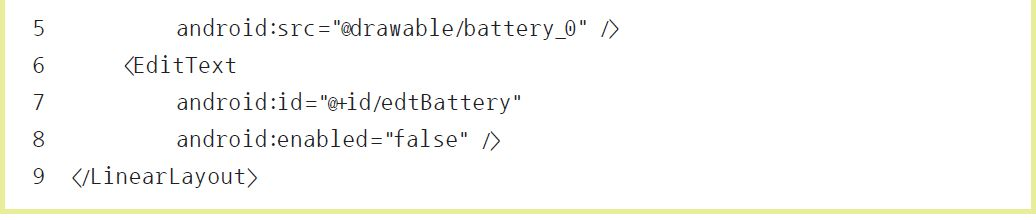 5 android:src="@drawable/battery_0" />
6 <EditText
7 android:id="@+id/edtBattery"
8 android:enabled="false" />
9 </LinearLayout>